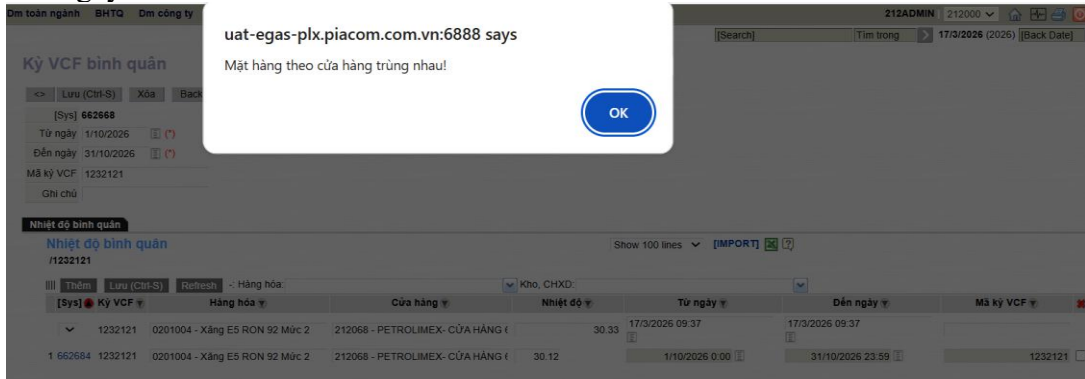 Dm toàn ngành BHTQ Dm công ty 212ADMIN 212000
uat-egas-plx.piacom.com.vn:6888 says
Mặt hàng theo cửa hàng trùng nhau!
OK
[Search] Tìm trong 17/3/2026 (2026) [Back Date]
Kỳ VCF bình quân
<> Lưu (Ctrl-S) Xóa Back
[Sys] 662668
Từ ngày 1/10/2026 (*)
Đến ngày 31/10/2026 (*)
Mã kỳ VCF 1232121
Ghi chú
Nhiệt độ bình quân
Nhiệt độ bình quân Show 100 lines [IMPORT]
/1232121
Thêm Lưu (Ctrl-S) Refresh -: Hàng hóa: Kho, CHXD:
[Sys] Kỳ VCF Hàng hóa Cửa hàng Nhiệt độ Từ ngày Đến ngày Mã kỳ VCF
1232121 0201004 - Xăng E5 RON 92 Mức 2 212068 - PETROLIMEX- CỬA HÀNG 6 30.33 17/3/2026 09:37 17/3/2026 09:37
1 662684 1232121 0201004 - Xăng E5 RON 92 Mức 2 212068 - PETROLIMEX- CỬA HÀNG 6 30.12 1/10/2026 0:00 31/10/2026 23:59 1232121